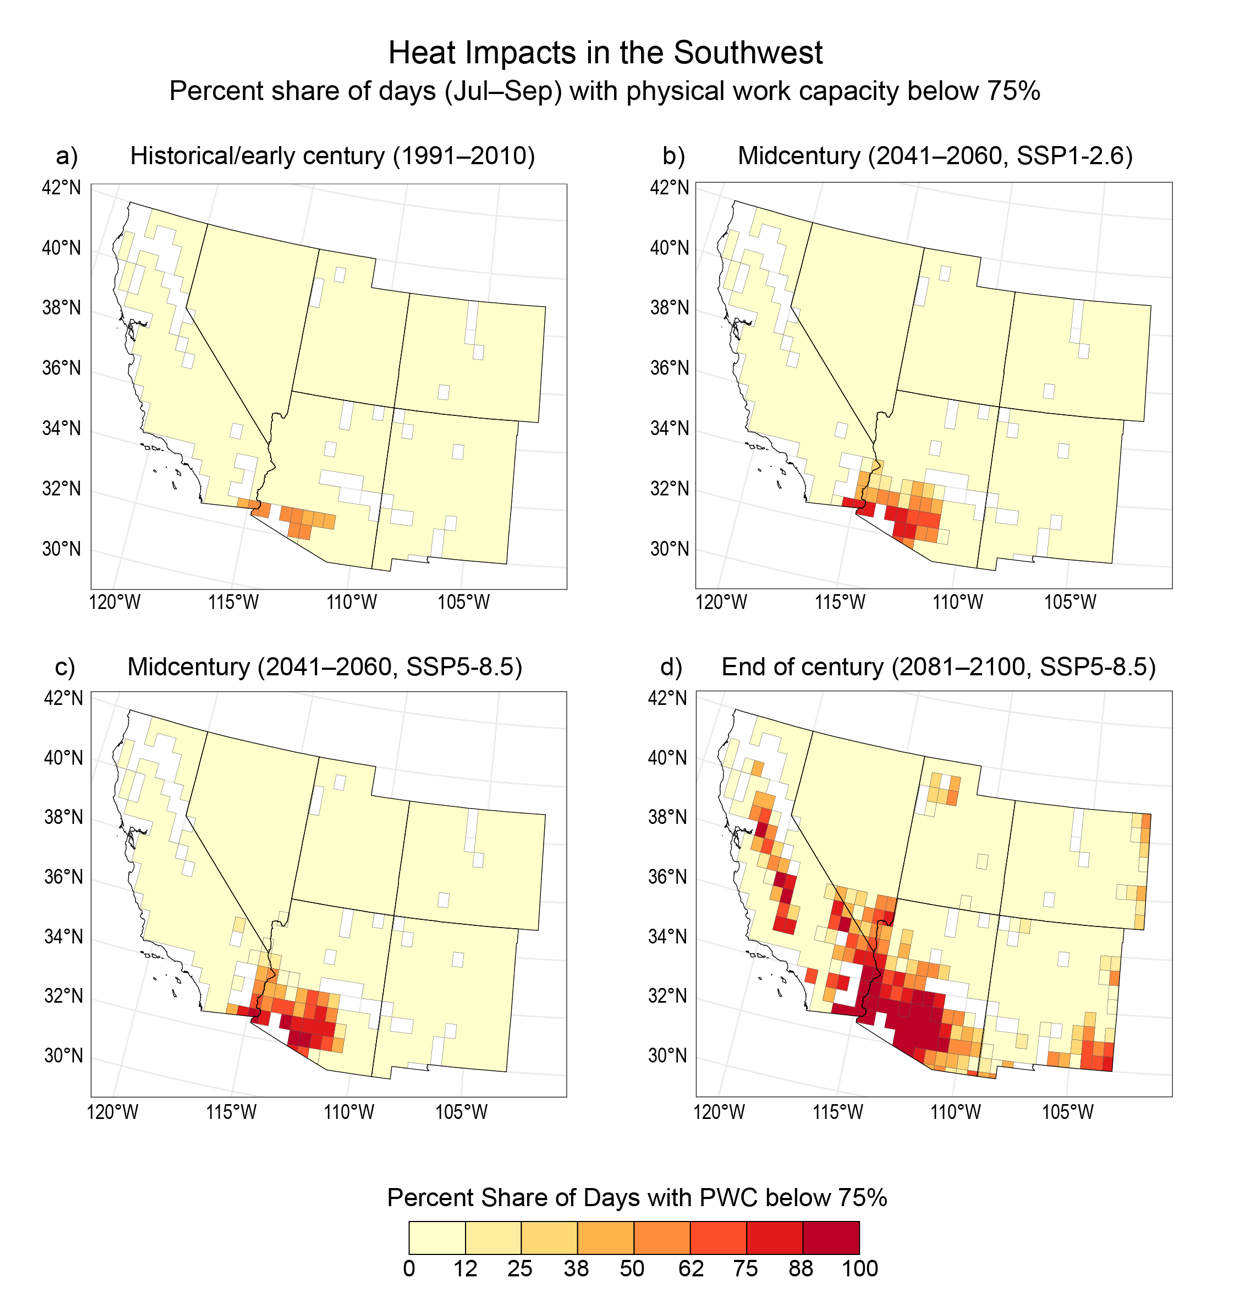 Heat Impacts in the Southwest
Percent share of days (Jul–Sep) with physical work capacity below 75%
a) Historical/early century (1991–2010)
42°N
40°N
38°N
36°N
34°N
32°N
30°N
120°W 115°W 110°W 105°W
b) Midcentury (2041–2060, SSP1-2.6)
42°N
40°N
38°N
36°N
34°N
32°N
30°N
120°W 115°W 110°W 105°W
c) Midcentury (2041–2060, SSP5-8.5)
42°N
40°N
38°N
36°N
34°N
32°N
30°N
120°W 115°W 110°W 105°W
d) End of century (2081–2100, SSP5-8.5)
42°N
40°N
38°N
36°N
34°N
32°N
30°N
120°W 115°W 110°W 105°W
Percent Share of Days with PWC below 75%
0 12 25 38 50 62 75 88 100